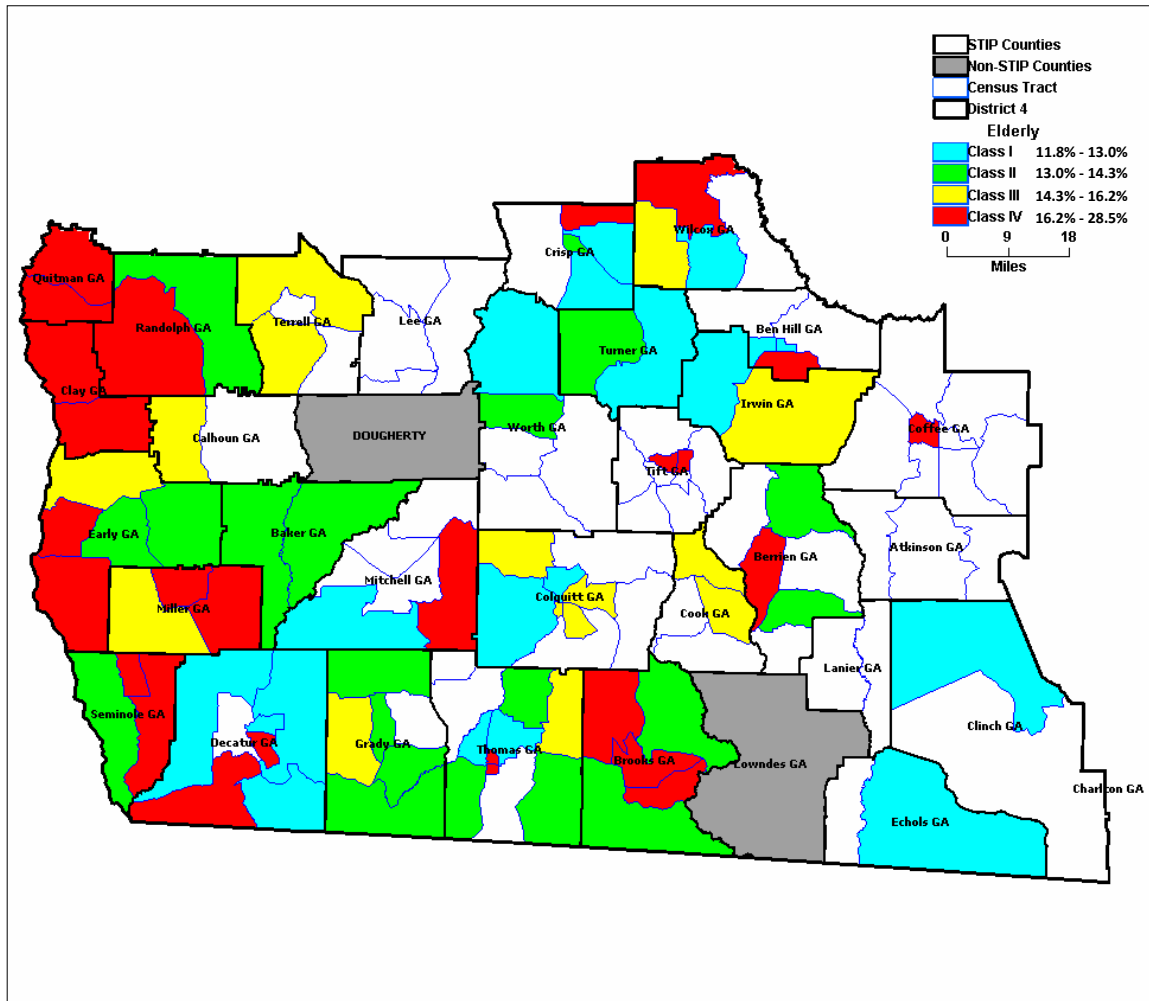 STIP Counties
Non-STIP Counties
Census Tract
District 4
Elderly
Class I 11.8% - 13.0%
Class II 13.0% - 14.3%
Class III 14.3% - 16.2%
Class IV 16.2% - 28.5%
0 9 18
Miles
Wilcox GA
Crisp GA
Quitman GA
Randolph GA
Terrell GA
Lee GA
Ben Hill GA
Turner GA
Clay GA
Irwin GA
Calhoun GA
DOUGHERTY
Worth GA
Coffee GA
Tift GA
Early GA
Baker GA
Atkinson GA
Mitchell GA
Berrien GA
Miller GA
Colquitt GA
Cook GA
Lanier GA
Seminole GA
Decatur GA
Grady GA
Thomas GA
Brooks GA
Lowndes GA
Clinch GA
Charlton GA
Echols GA